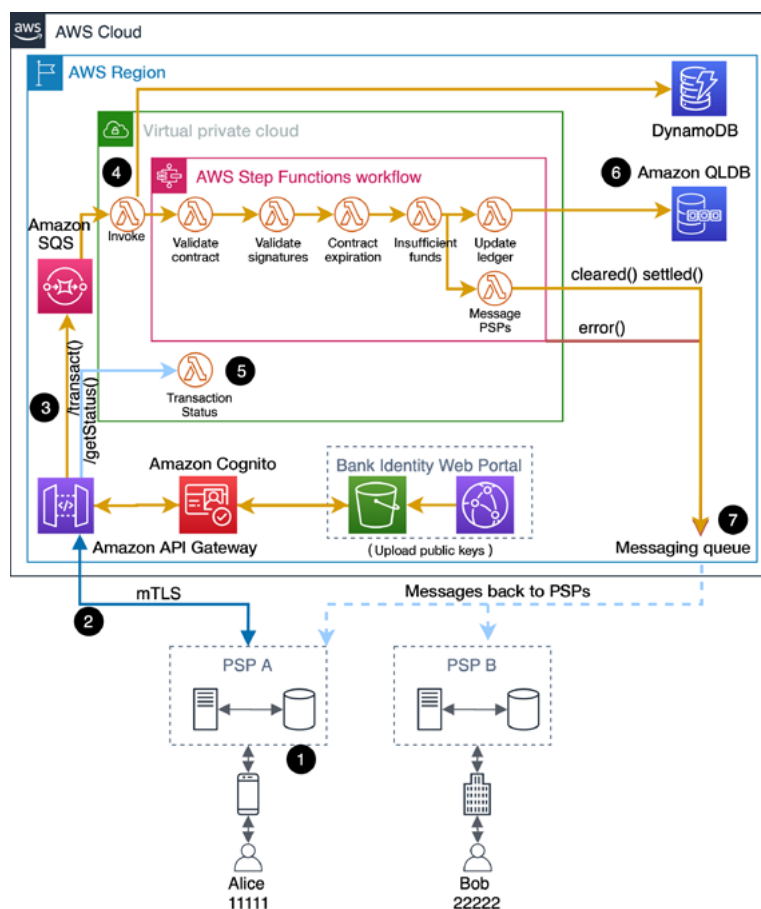 aws
AWS Cloud
AWS Region
DynamoDB
Virtual private cloud
4
AWS Step Functions workflow
6
Amazon QLDB
Amazon
SQS
Invoke
Validate
contract
Validate
signatures
Contract
expiration
Insufficient
funds
Update
ledger
cleared() settled()
Message
PSPs
error()
3
/transact()
/getStatus()
5
Transaction
Status
Amazon Cognito
Bank Identity Web Portal
7
Amazon API Gateway
( Upload public keys )
Messaging queue
mTLS
Messages back to PSPs
2
PSP A
PSP B
1
Alice
11111
Bob
22222